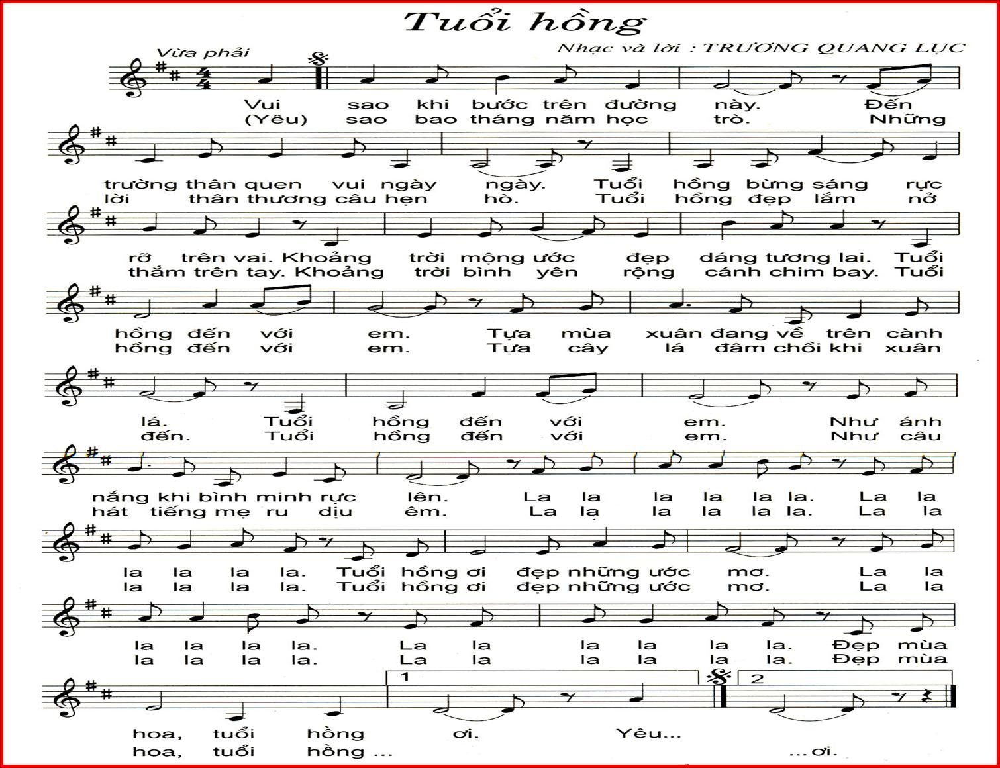 Tuổi hồng
Vừa phải
Nhạc và lời : TRƯƠNG QUANG LỤC
Vui sao khi bước trên đường này. Đến
(Yêu) sao bao tháng năm học trò. Những
trường thân quen vui ngày ngày. Tuổi hồng bừng sáng rực
lời thân thương câu hẹn hò. Tuổi hồng đẹp lắm nở
rỡ trên vai. Khoảng trời mộng ước đẹp dáng tương lai. Tuổi
thắm trên tay. Khoảng trời bình yên rộng cánh chim bay. Tuổi
hồng đến với em. Tựa mùa xuân đang về trên cành
hồng đến với em. Tựa cây lá đâm chồi khi xuân
lá. Tuổi hồng đến với em. Như ánh
đến. Tuổi hồng đến với em. Như câu
nắng khi bình minh rực lên. La la la la la la. La la
hát tiếng mẹ ru dịu êm. La lạ la la la la. La la
la la la la. Tuổi hồng ơi đẹp những ước mơ. La la
la la la la. Tuổi hồng ơi đẹp những ước mơ. La la
la la la la. La la la la la la. Đẹp mùa
la la la la. La la la la la la. Đẹp mùa
1 2
hoa, tuổi hồng ơi. Yêu...
hoa, tuổi hồng ... ...ơi.